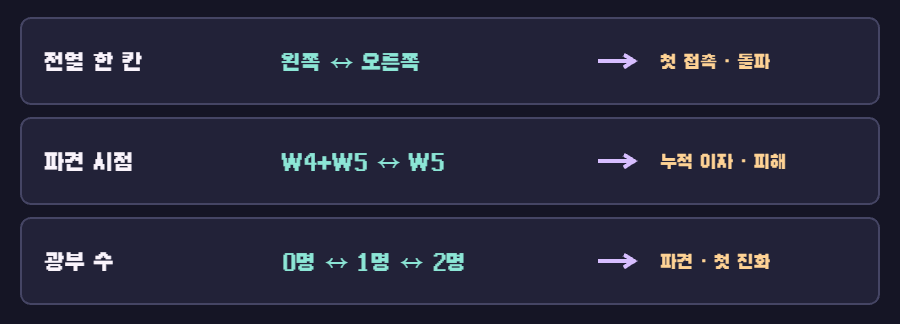 전열 한 칸 왼쪽 ↔ 오른쪽 → 첫 접촉 · 돌파
파견 시점 W4+W5 ↔ W5 → 누적 이자 · 피해
광부 수 0명 ↔ 1명 ↔ 2명 → 파견 · 첫 진화